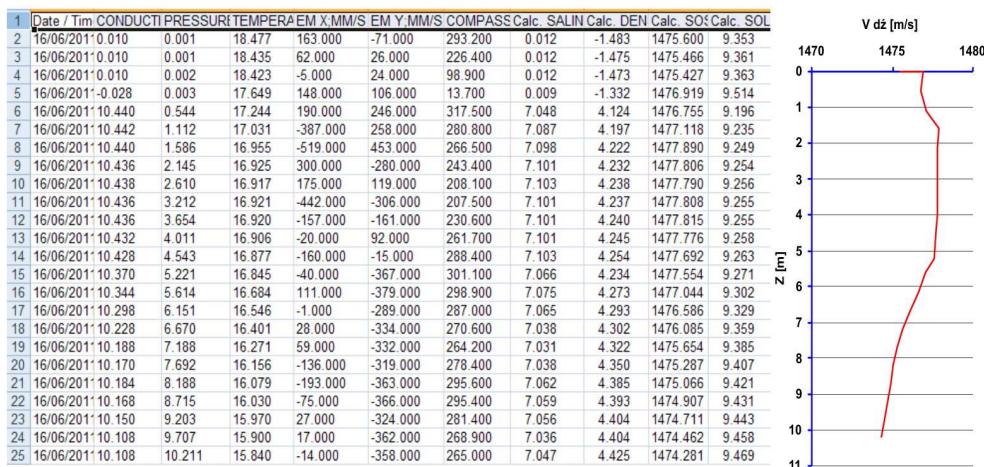 1 Date / Tim CONDUCTI PRESSURE TEMPERA EM X;MM/S EM Y;MM/S COMPASS Calc. SALIN Calc. DEN Calc. SOS Calc. SOL
2 16/06/2011 0.010 0.001 18.477 163.000 -71.000 293.200 0.012 -1.483 1475.600 9.353
3 16/06/2011 0.010 0.001 18.435 62.000 26.000 226.400 0.012 -1.475 1475.466 9.361
4 16/06/2011 0.010 0.002 18.423 -5.000 24.000 98.900 0.012 -1.473 1475.427 9.363
5 16/06/2011 -0.028 0.003 17.649 148.000 106.000 13.700 0.009 -1.332 1476.919 9.514
6 16/06/2011 10.440 0.544 17.244 190.000 246.000 317.500 7.048 4.124 1476.755 9.196
7 16/06/2011 10.442 1.112 17.031 -387.000 258.000 280.800 7.087 4.197 1477.118 9.235
8 16/06/2011 10.440 1.586 16.955 -519.000 453.000 266.500 7.098 4.222 1477.890 9.249
9 16/06/2011 10.436 2.145 16.925 300.000 -280.000 243.400 7.101 4.232 1477.806 9.254
10 16/06/2011 10.438 2.610 16.917 175.000 119.000 208.100 7.103 4.238 1477.790 9.256
11 16/06/2011 10.436 3.212 16.921 -442.000 -306.000 207.500 7.101 4.237 1477.808 9.255
12 16/06/2011 10.436 3.654 16.920 -157.000 -161.000 230.600 7.101 4.240 1477.815 9.255
13 16/06/2011 10.432 4.011 16.906 -20.000 92.000 261.700 7.101 4.245 1477.776 9.258
14 16/06/2011 10.428 4.543 16.877 -160.000 -15.000 288.400 7.103 4.254 1477.692 9.263
15 16/06/2011 10.370 5.221 16.845 -40.000 -367.000 301.100 7.066 4.234 1477.554 9.271
16 16/06/2011 10.344 5.614 16.684 111.000 -379.000 298.900 7.075 4.273 1477.044 9.302
17 16/06/2011 10.298 6.151 16.546 -1.000 -289.000 287.000 7.065 4.293 1476.586 9.329
18 16/06/2011 10.228 6.670 16.401 28.000 -334.000 270.600 7.038 4.302 1476.085 9.359
19 16/06/2011 10.188 7.188 16.271 59.000 -332.000 264.200 7.031 4.322 1475.654 9.385
20 16/06/2011 10.170 7.692 16.156 -136.000 -319.000 278.400 7.038 4.350 1475.287 9.407
21 16/06/2011 10.184 8.188 16.079 -193.000 -363.000 295.600 7.062 4.385 1475.066 9.421
22 16/06/2011 10.168 8.715 16.030 -75.000 -366.000 295.400 7.059 4.393 1474.907 9.431
23 16/06/2011 10.150 9.203 15.970 27.000 -324.000 281.400 7.056 4.404 1474.711 9.443
24 16/06/2011 10.108 9.707 15.900 17.000 -362.000 268.900 7.036 4.404 1474.462 9.458
25 16/06/2011 10.108 10.211 15.840 -14.000 -358.000 265.000 7.047 4.425 1474.281 9.469
V dź [m/s]
1470 1475 1480
0
1
2
3
4
5
6
7
8
9
10
11
Z [m]